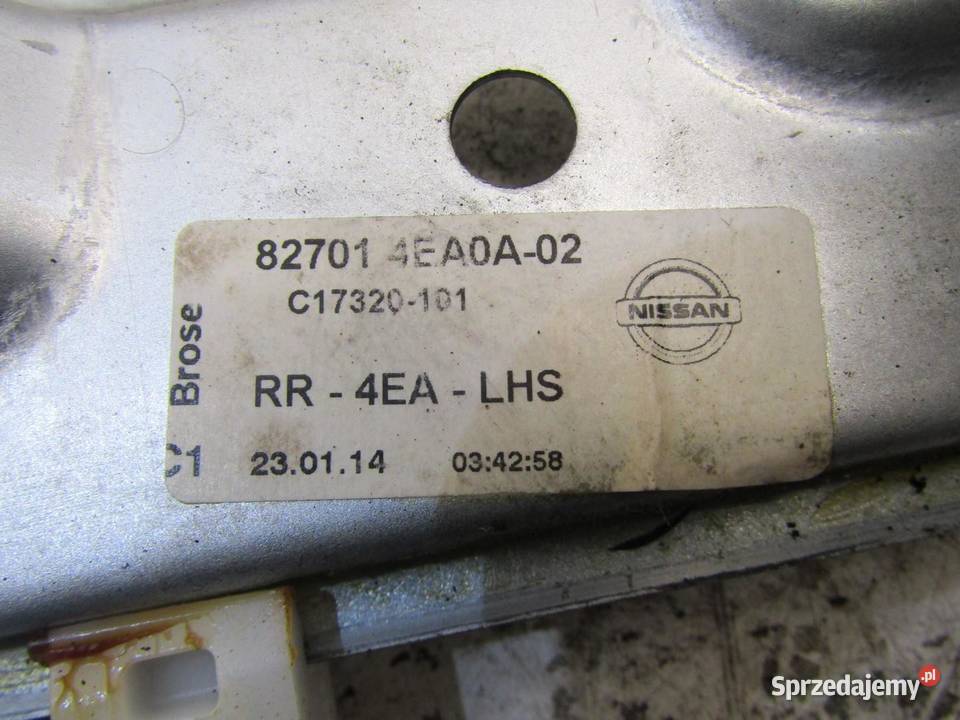 82701 4EA0A-02
C17320-101
NISSAN
Brose
RR - 4EA - LHS
C1
23.01.14 03:42:58
Sprzedajemy.pl